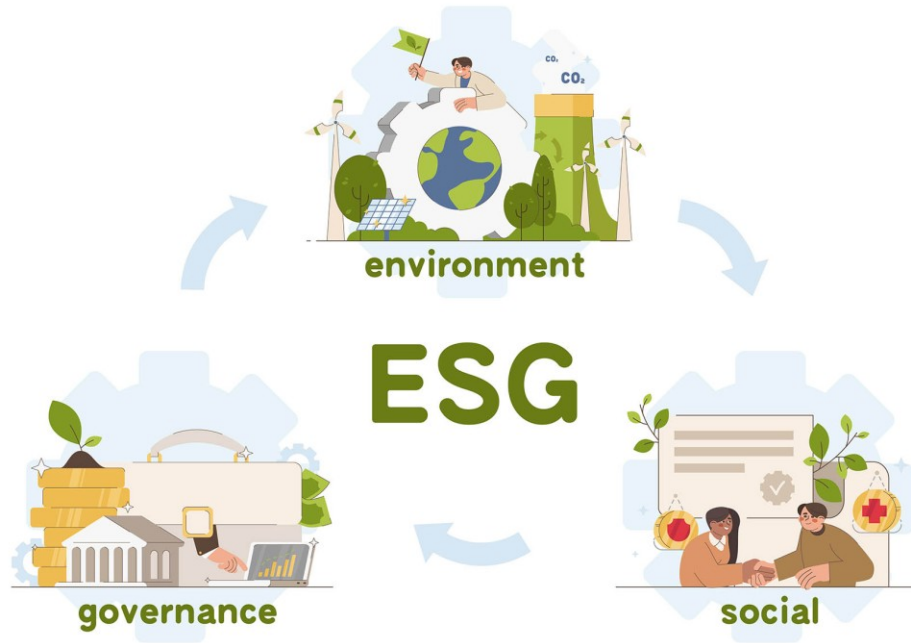 CO₂
CO₂
environment
ESG
governance
social